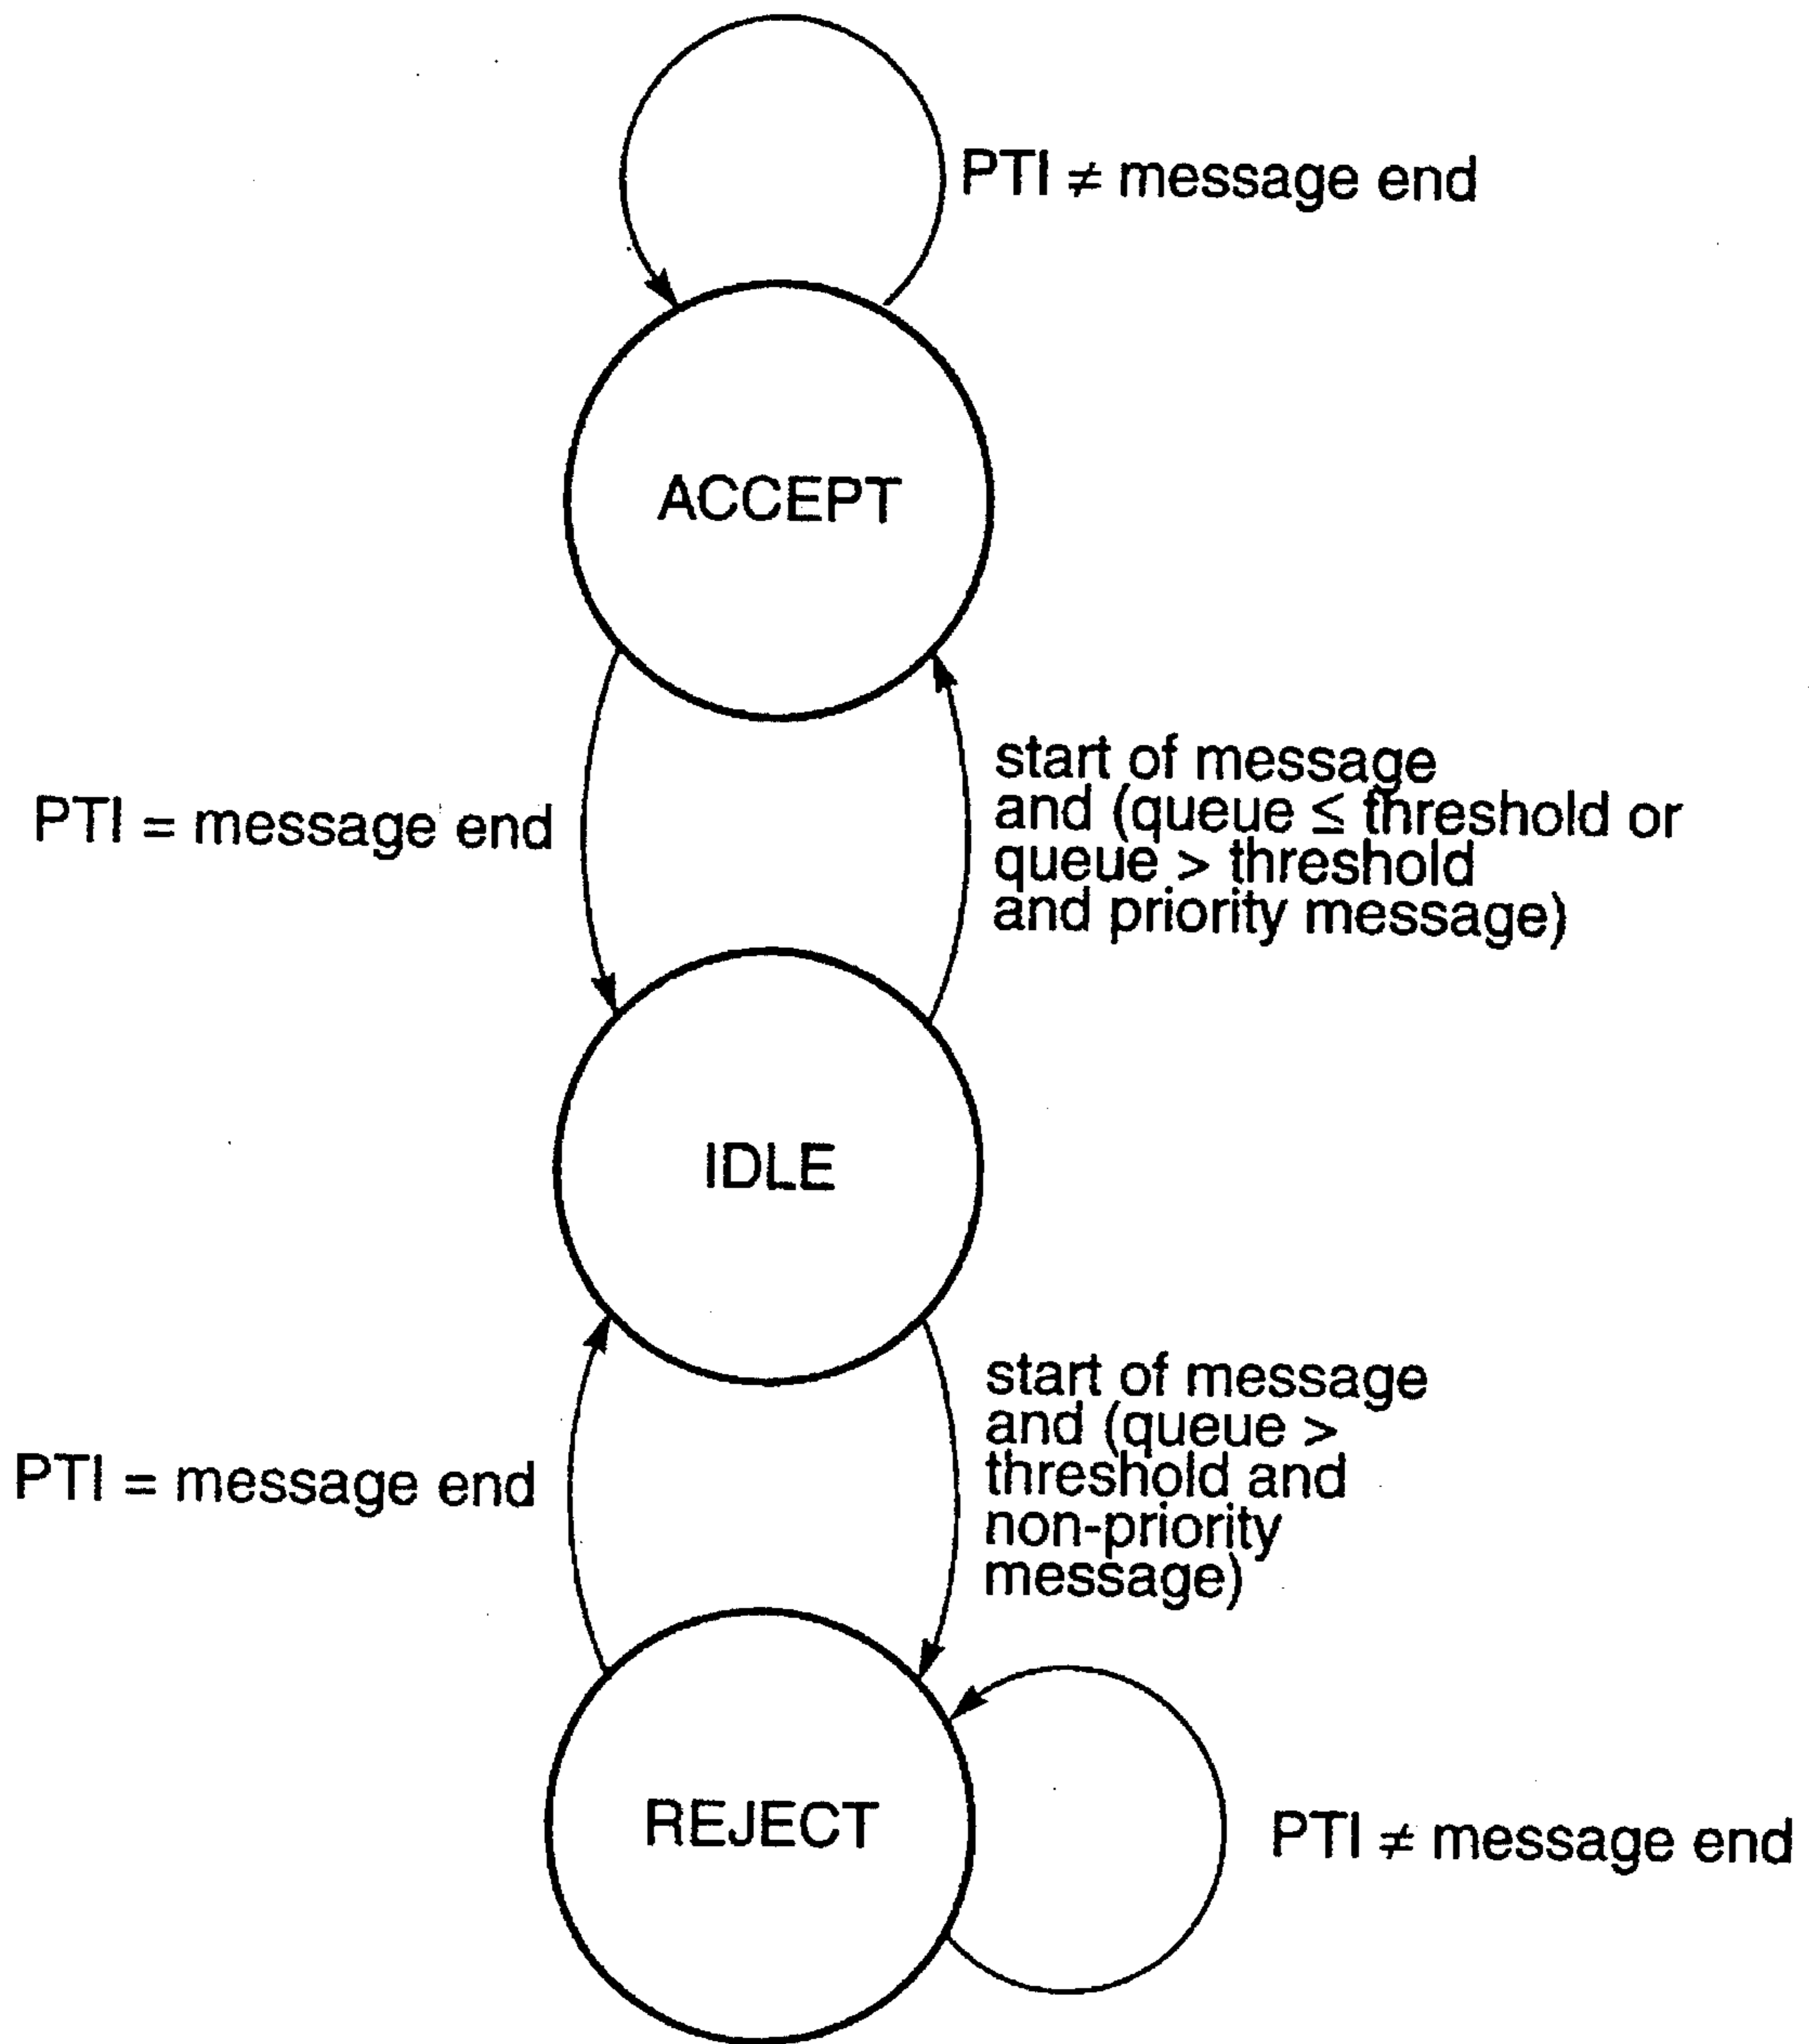 PTI ≠ message end
ACCEPT
PTI = message end
start of message
and (queue ≤ threshold or
queue > threshold
and priority message)
IDLE
PTI = message end
start of message
and (queue >
threshold and
non-priority
message)
REJECT
PTI ≠ message end